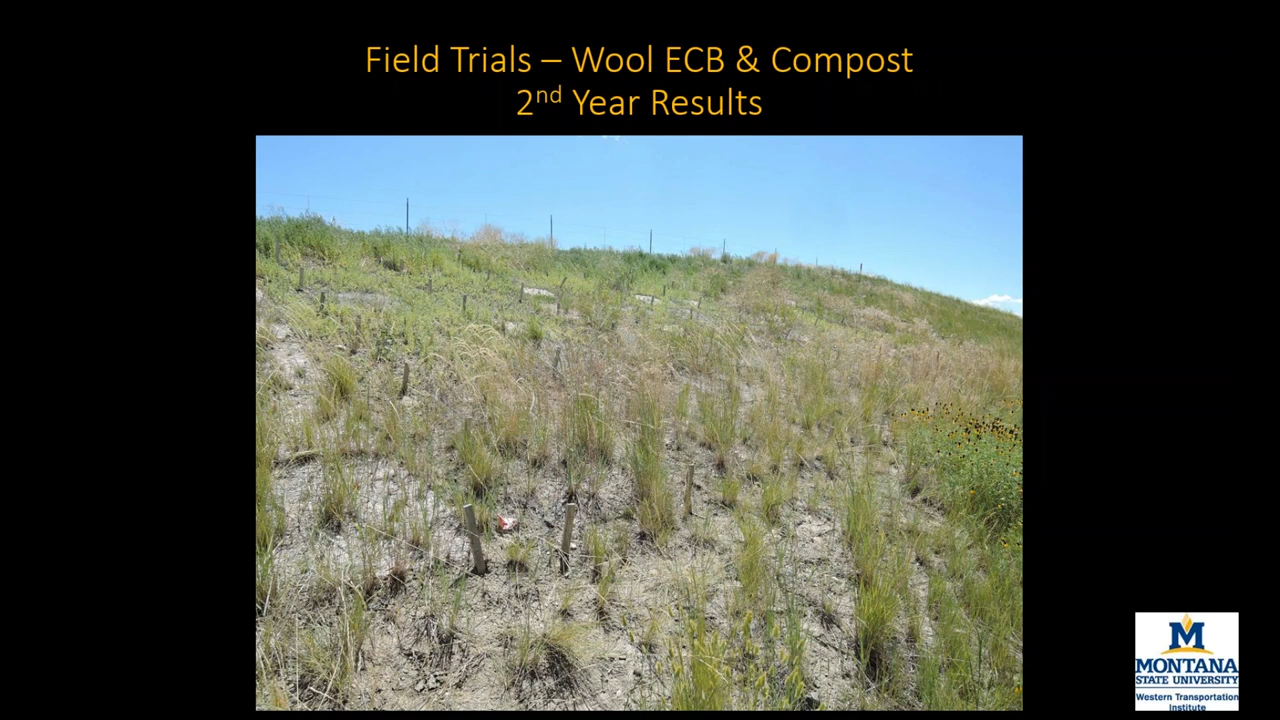 Field Trials – Wool ECB & Compost
2nd Year Results
M
MONTANA
STATE UNIVERSITY
Western Transportation
Institute